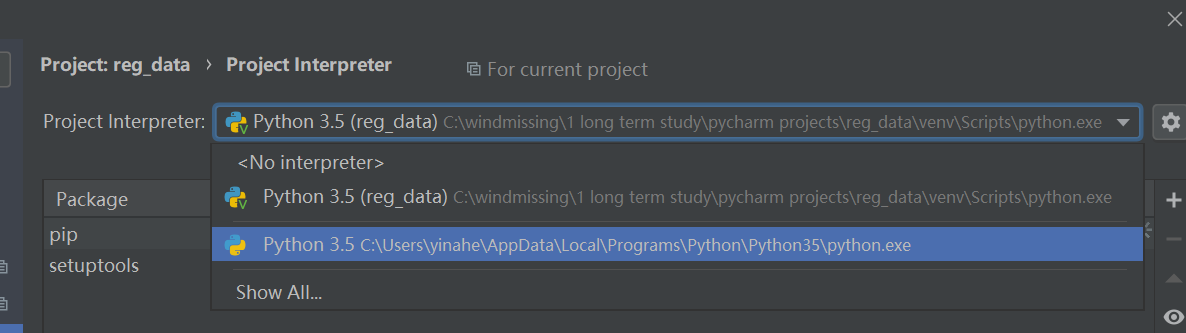 Project: reg_data › Project Interpreter For current project
Project Interpreter: Python 3.5 (reg_data) C:\windmissing\1 long term study\pycharm projects\reg_data\venv\Scripts\python.exe
<No interpreter>
Python 3.5 (reg_data) C:\windmissing\1 long term study\pycharm projects\reg_data\venv\Scripts\python.exe
Package
Python 3.5 C:\Users\yinahe\AppData\Local\Programs\Python\Python35\python.exe
pip
setuptools
Show All...